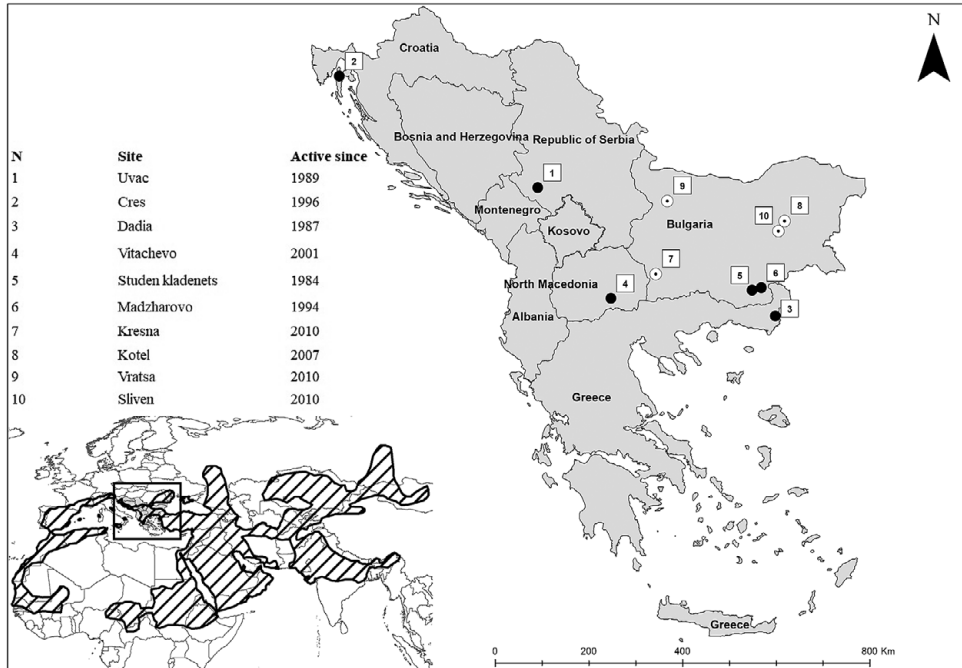 N
Croatia
2
Bosnia and Herzegovina
Republic of Serbia
N Site Active since
1 Uvac 1989
2 Cres 1996
3 Dadia 1987
4 Vitachevo 2001
5 Studen kladenets 1984
6 Madzharovo 1994
7 Kresna 2010
8 Kotel 2007
9 Vratsa 2010
10 Sliven 2010
1
9
8
10
Montenegro
Bulgaria
Kosovo
7
6
5
North Macedonia
4
3
Albania
Greece
Greece
0 200 400 800 Km